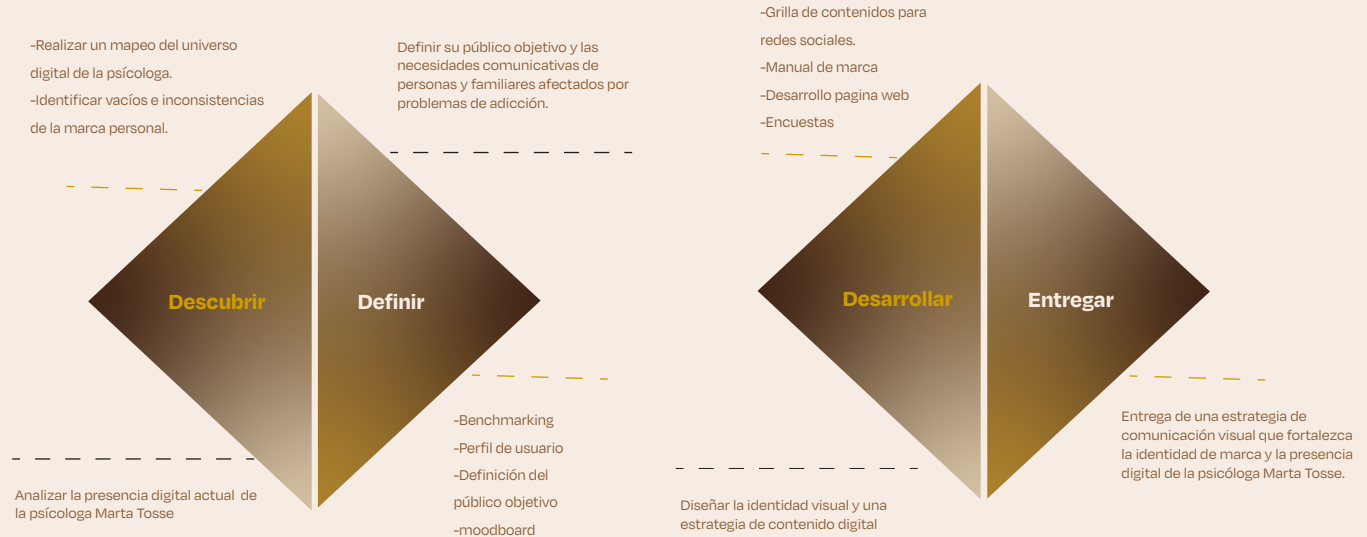 -Realizar un mapeo del universo
digital de la psícologa.
-Identificar vacíos e inconsistencias
de la marca personal.
Descubrir
Analizar la presencia digital actual de
la psícologa Marta Tosse
Definir su público objetivo y las
necesidades comunicativas de
personas y familiares afectados por
problemas de adicción.
Definir
-Benchmarking
-Perfil de usuario
-Definición del
público objetivo
-moodboard
-Grilla de contenidos para
redes sociales.
-Manual de marca
-Desarrollo pagina web
-Encuestas
Desarrollar
Diseñar la identidad visual y una
estrategia de contenido digital
Entregar
Entrega de una estrategia de
comunicación visual que fortalezca
la identidad de marca y la presencia
digital de la psicóloga Marta Tosse.